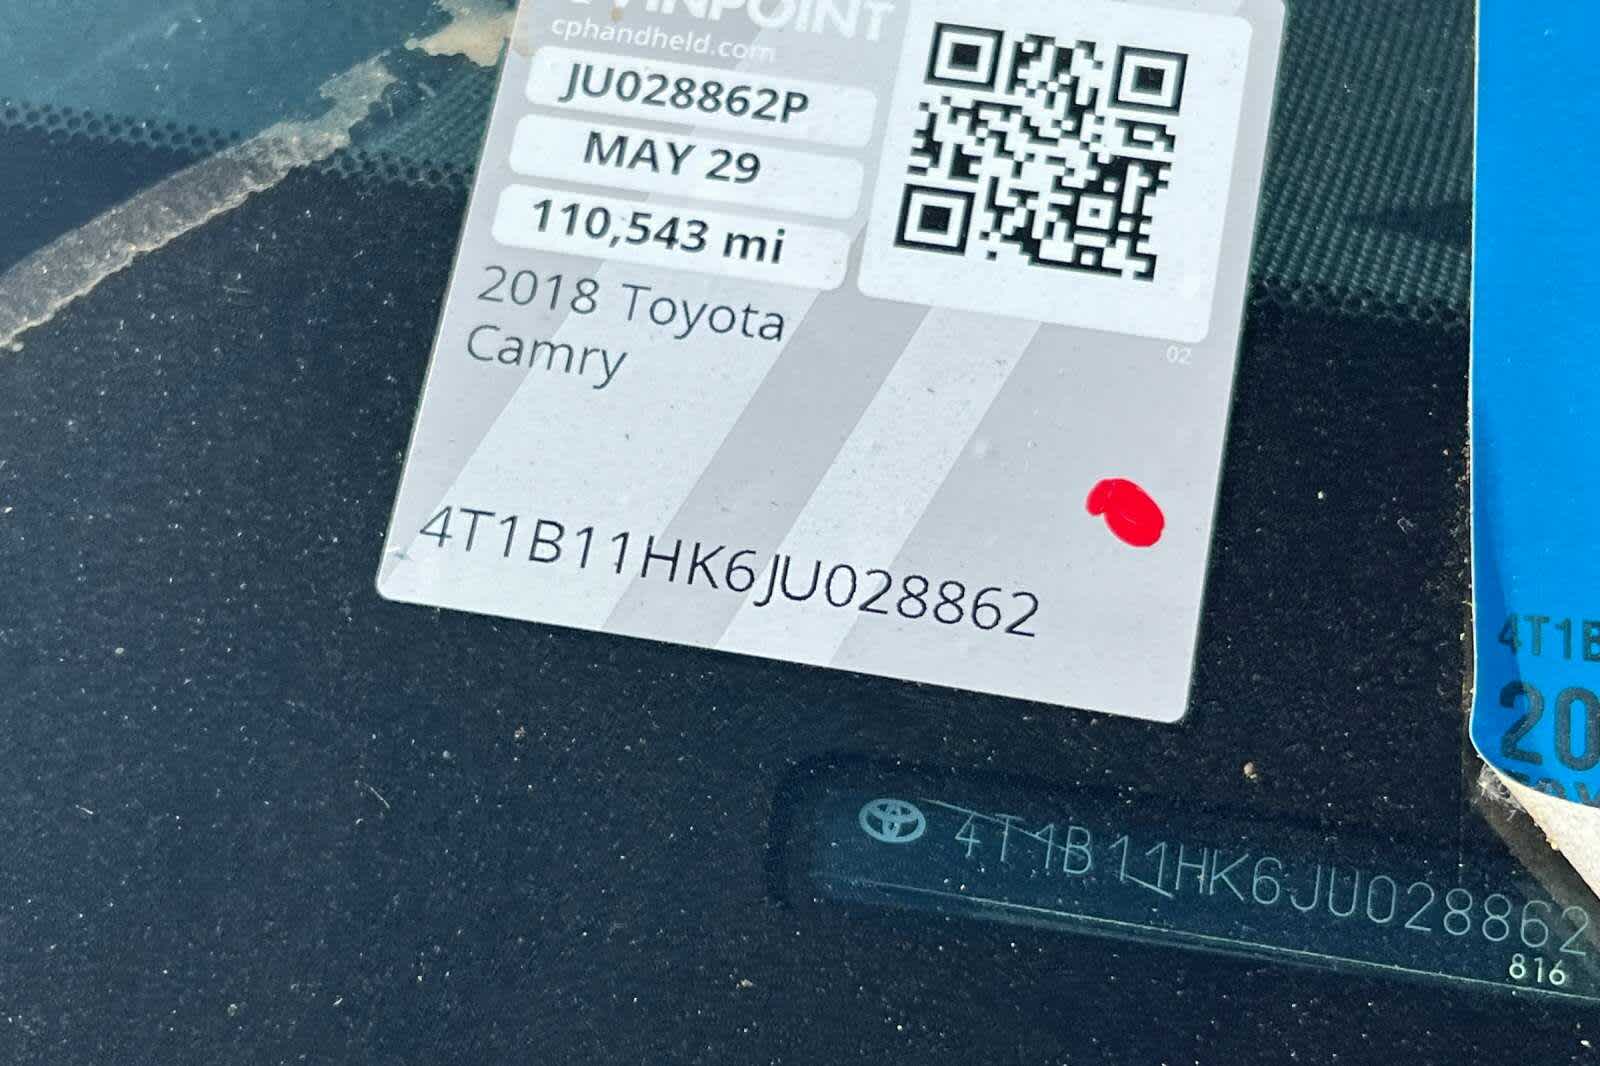 cphandheld.com
JU028862P
MAY 29
110,543 mi
2018 Toyota
Camry
02
4T1B11HK6JU028862
4T1B
20
4T1B11HK6JU028862
816